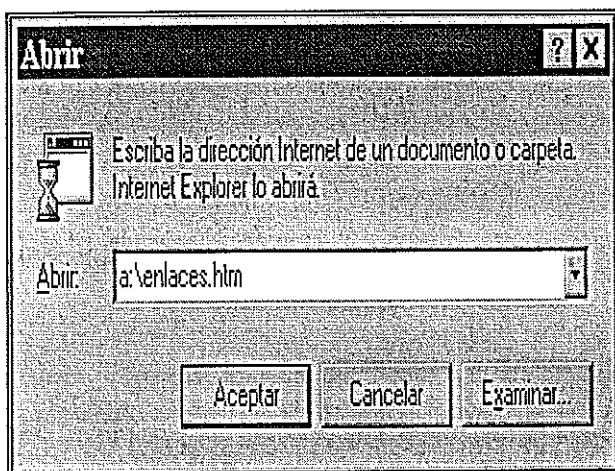 Abrir
? X
Escriba la dirección Internet de un documento o carpeta.
Internet Explorer lo abrirá.
Abrir: a:\enlaces.htm
Aceptar Cancelar Examinar...